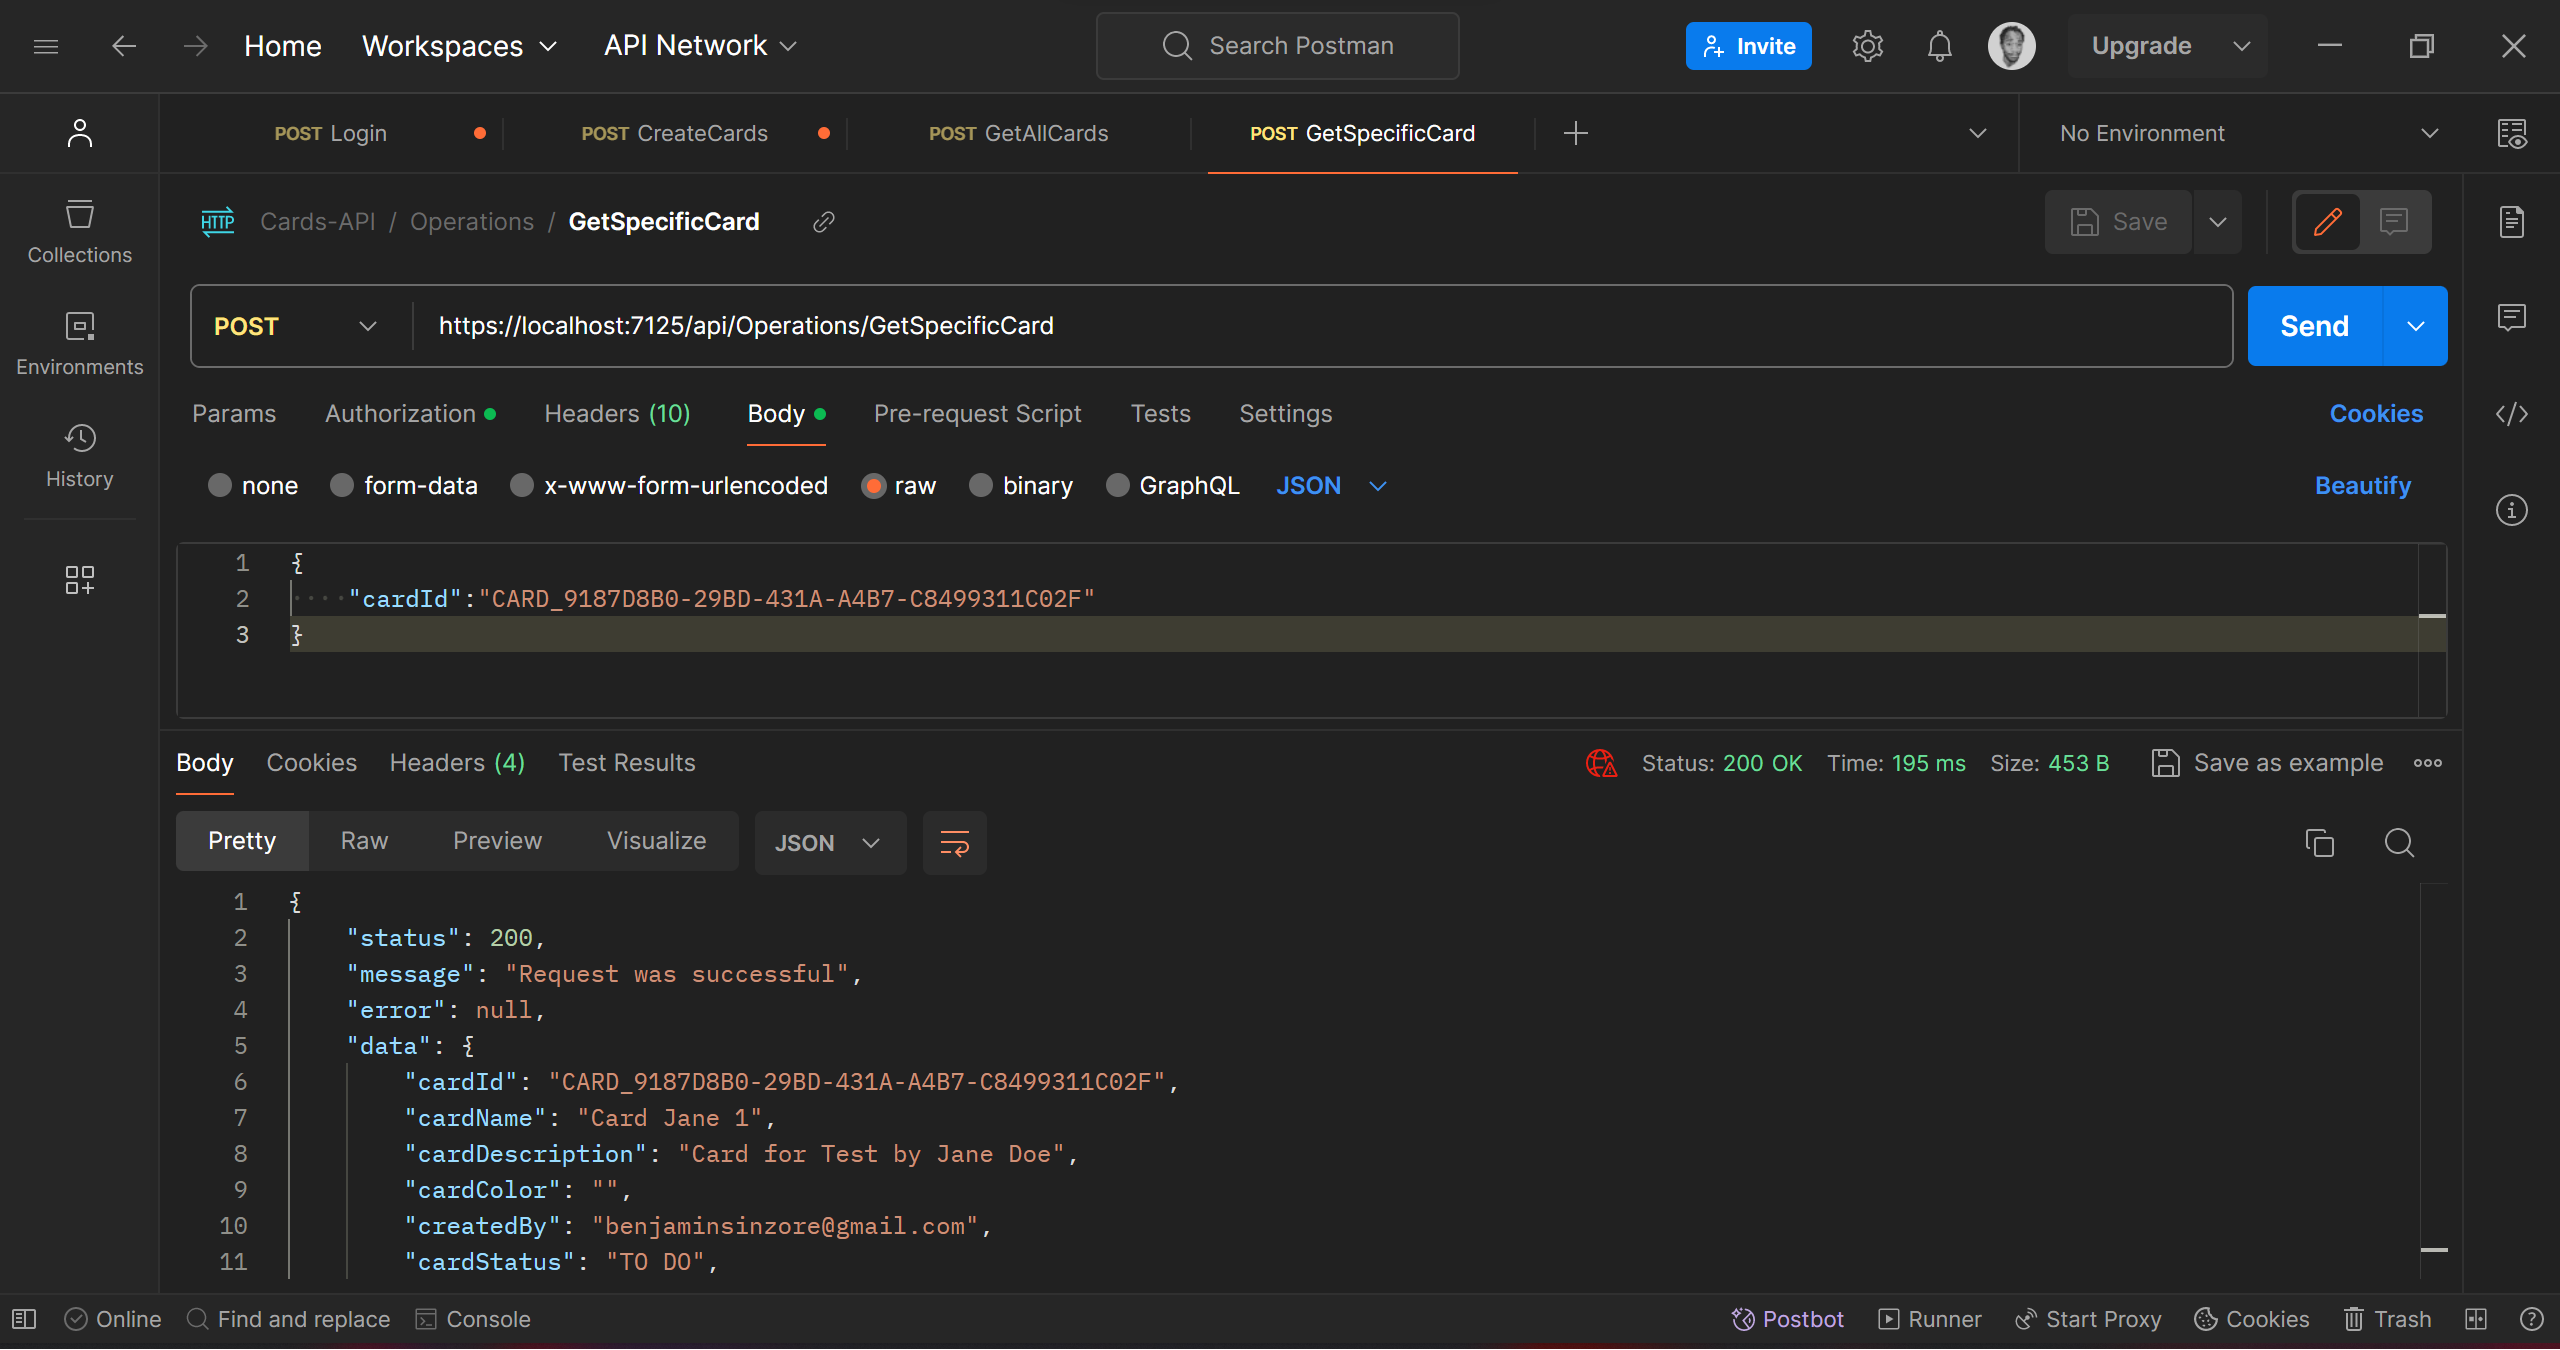 Home Workspaces API Network Search Postman Invite Upgrade
POST Login POST CreateCards POST GetAllCards POST GetSpecificCard No Environment
HTTP Cards-API / Operations / GetSpecificCard Save
Collections
Environments
History
POST https://localhost:7125/api/Operations/GetSpecificCard Send
Params Authorization Headers (10) Body Pre-request Script Tests Settings Cookies
none form-data x-www-form-urlencoded raw binary GraphQL JSON Beautify
1 {
2 "cardId":"CARD_9187D8B0-29BD-431A-A4B7-C8499311C02F"
3 }
Body Cookies Headers (4) Test Results Status: 200 OK Time: 195 ms Size: 453 B Save as example
Pretty Raw Preview Visualize JSON
1 {
2 "status": 200,
3 "message": "Request was successful",
4 "error": null,
5 "data": {
6 "cardId": "CARD_9187D8B0-29BD-431A-A4B7-C8499311C02F",
7 "cardName": "Card Jane 1",
8 "cardDescription": "Card for Test by Jane Doe",
9 "cardColor": "",
10 "createdBy": "benjaminsinzore@gmail.com",
11 "cardStatus": "TO DO",
Online Find and replace Console Postbot Runner Start Proxy Cookies Trash